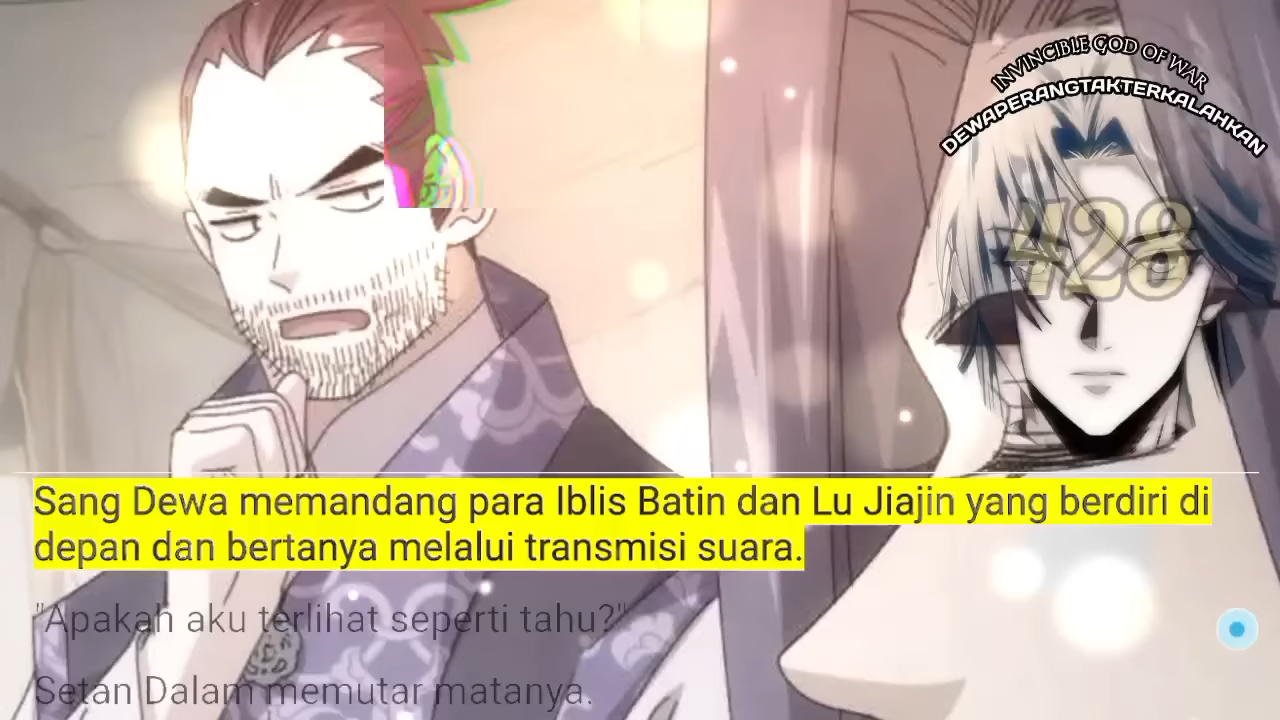 INVINCIBLE GOD OF WAR
DEWAPERANGTAKTERKALAHKAN
428
Sang Dewa memandang para Iblis Batin dan Lu Jiajin yang berdiri di
depan dan bertanya melalui transmisi suara.
"Apakah aku terlihat seperti tahu?"
Setan Dalam memutar matanya.